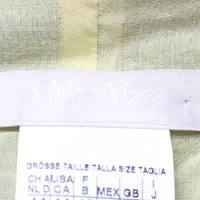 MaxMara
GRÖSSE TAILLE TALLA SIZE TAGLIA
CH A USA F I
NL D CA B MEX GB J